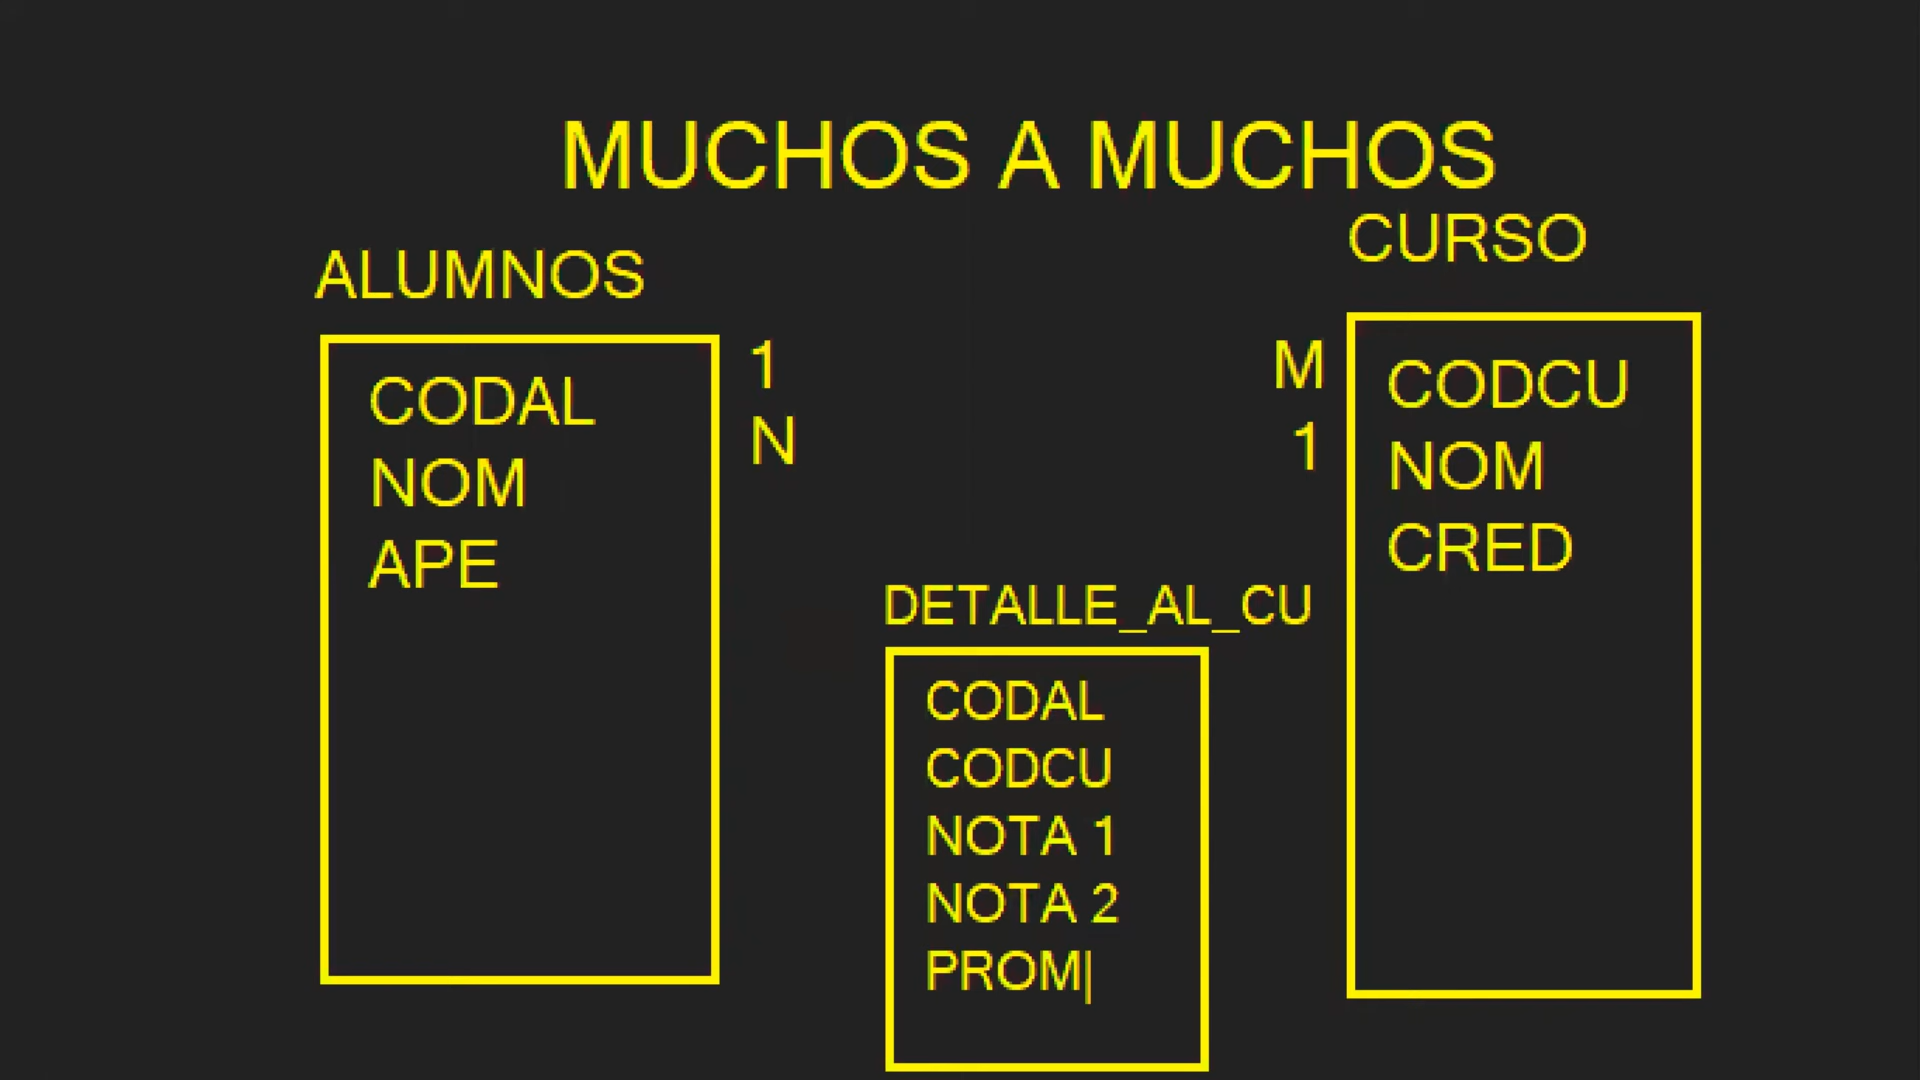 MUCHOS A MUCHOS
ALUMNOS
CODAL
NOM
APE
1
N
M
1
CURSO
CODCU
NOM
CRED
DETALLE_AL_CU
CODAL
CODCU
NOTA 1
NOTA 2
PROM